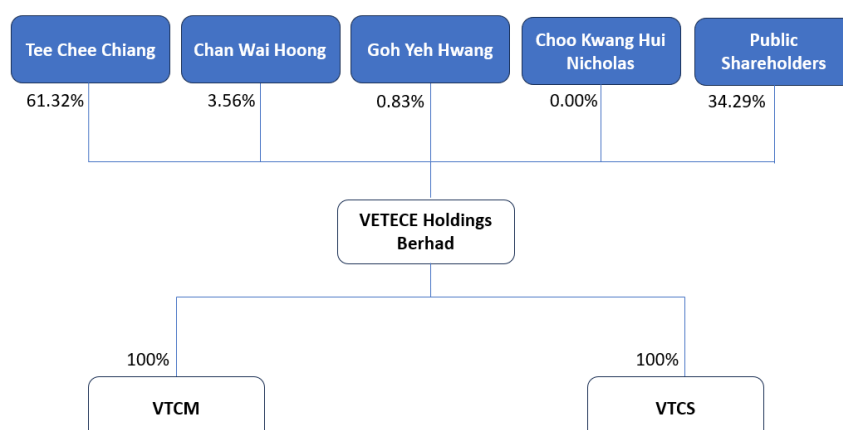 Tee Chee Chiang
Chan Wai Hoong
Goh Yeh Hwang
Choo Kwang Hui
Nicholas
Public
Shareholders
61.32%
3.56%
0.83%
0.00%
34.29%
VETECE Holdings
Berhad
100%
100%
VTCM
VTCS